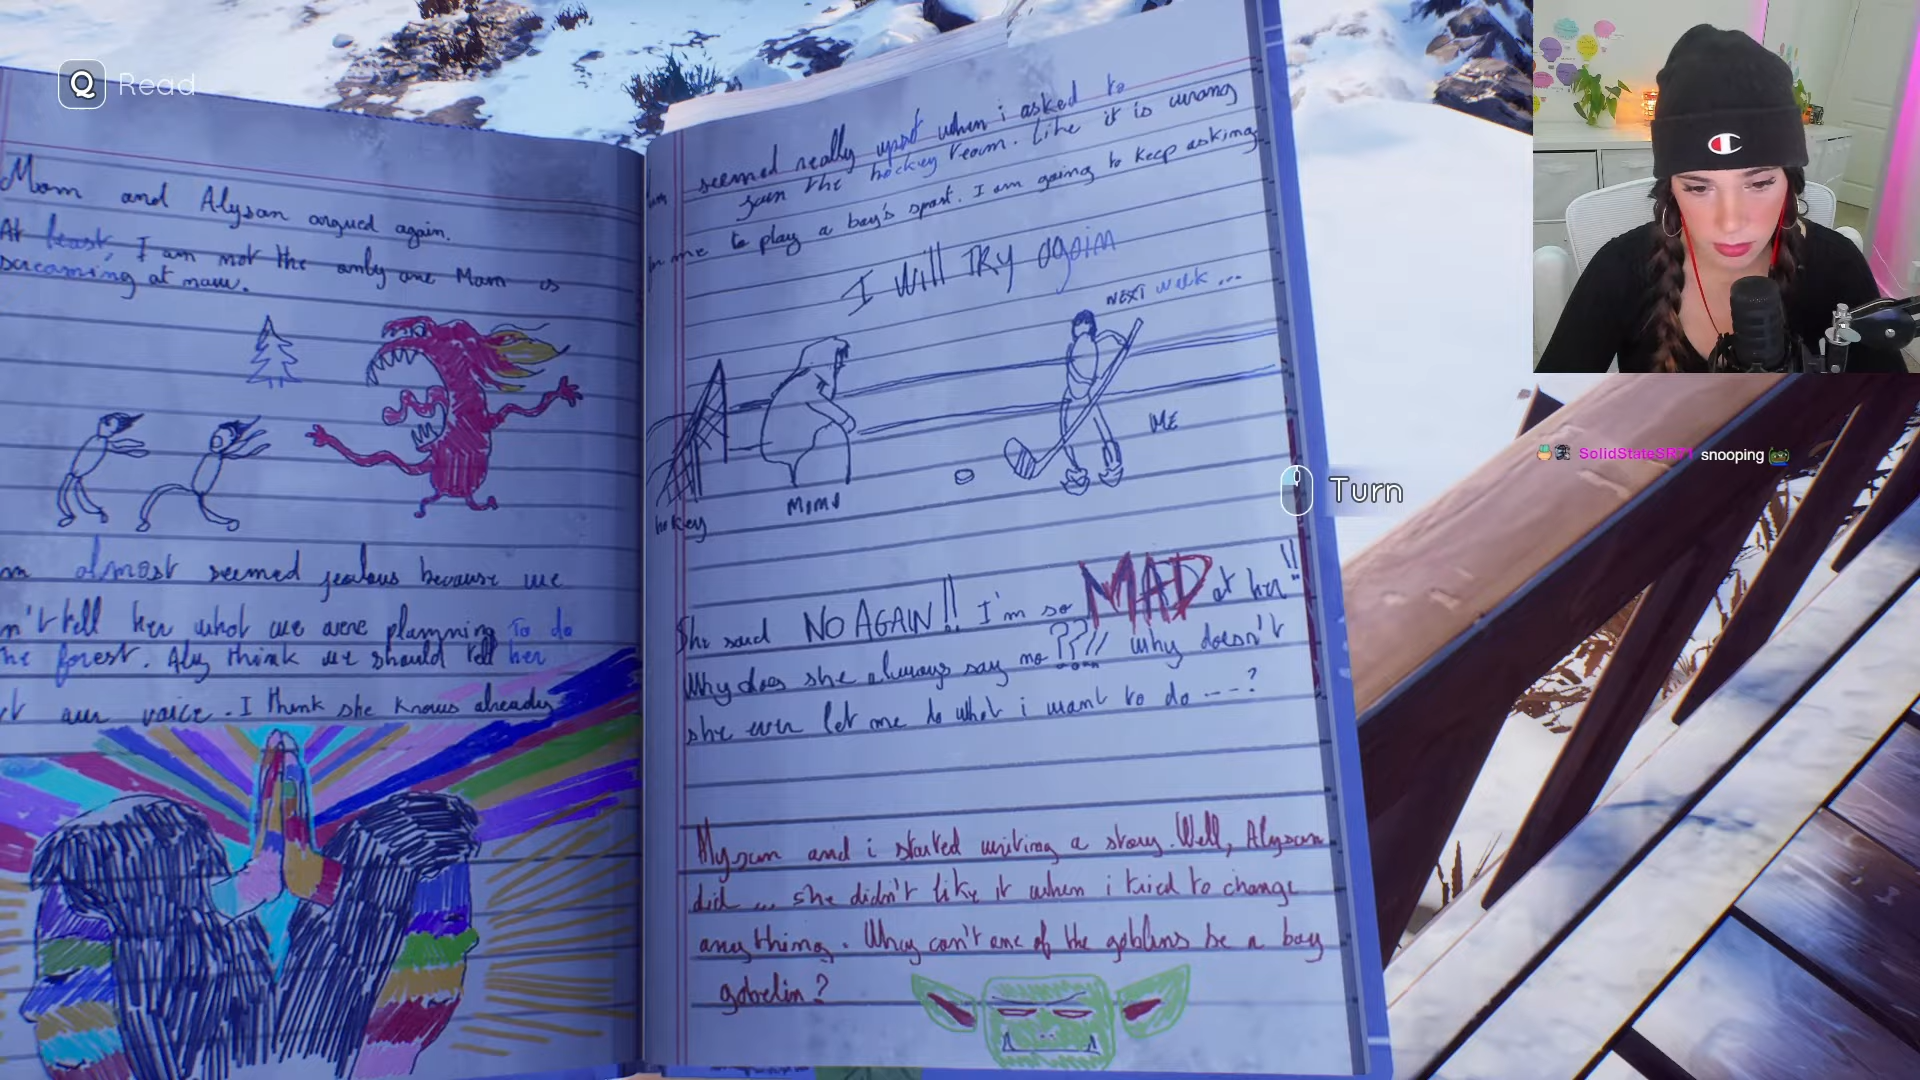 Q Read
Mom and Alyson argued again.
At least, I am not the only one Mom is
screaming at now.
almost seemed jealous because we
n't tell her what we were planning to do
he forest. Aly think we should tell her
our voice. I think she knows already
seemed really upset when i asked to
join the hockey team. Like it is wrong
for me to play a boy's sport. I am going to keep asking
I Will TRY again
NEXT week ...
ME
MOM
hokey
She said NO AGAIN!! I'm so MAD at her!!
Why does she always say no ??!! why doesn't
she ever let me do what i want to do ---?
Alyson and i started writing a story. Well, Alyson
did ... she didn't like it when i tried to change
anything. Why can't one of the goblins be a boy
gobelin?
Turn
SolidStateSR71 snooping